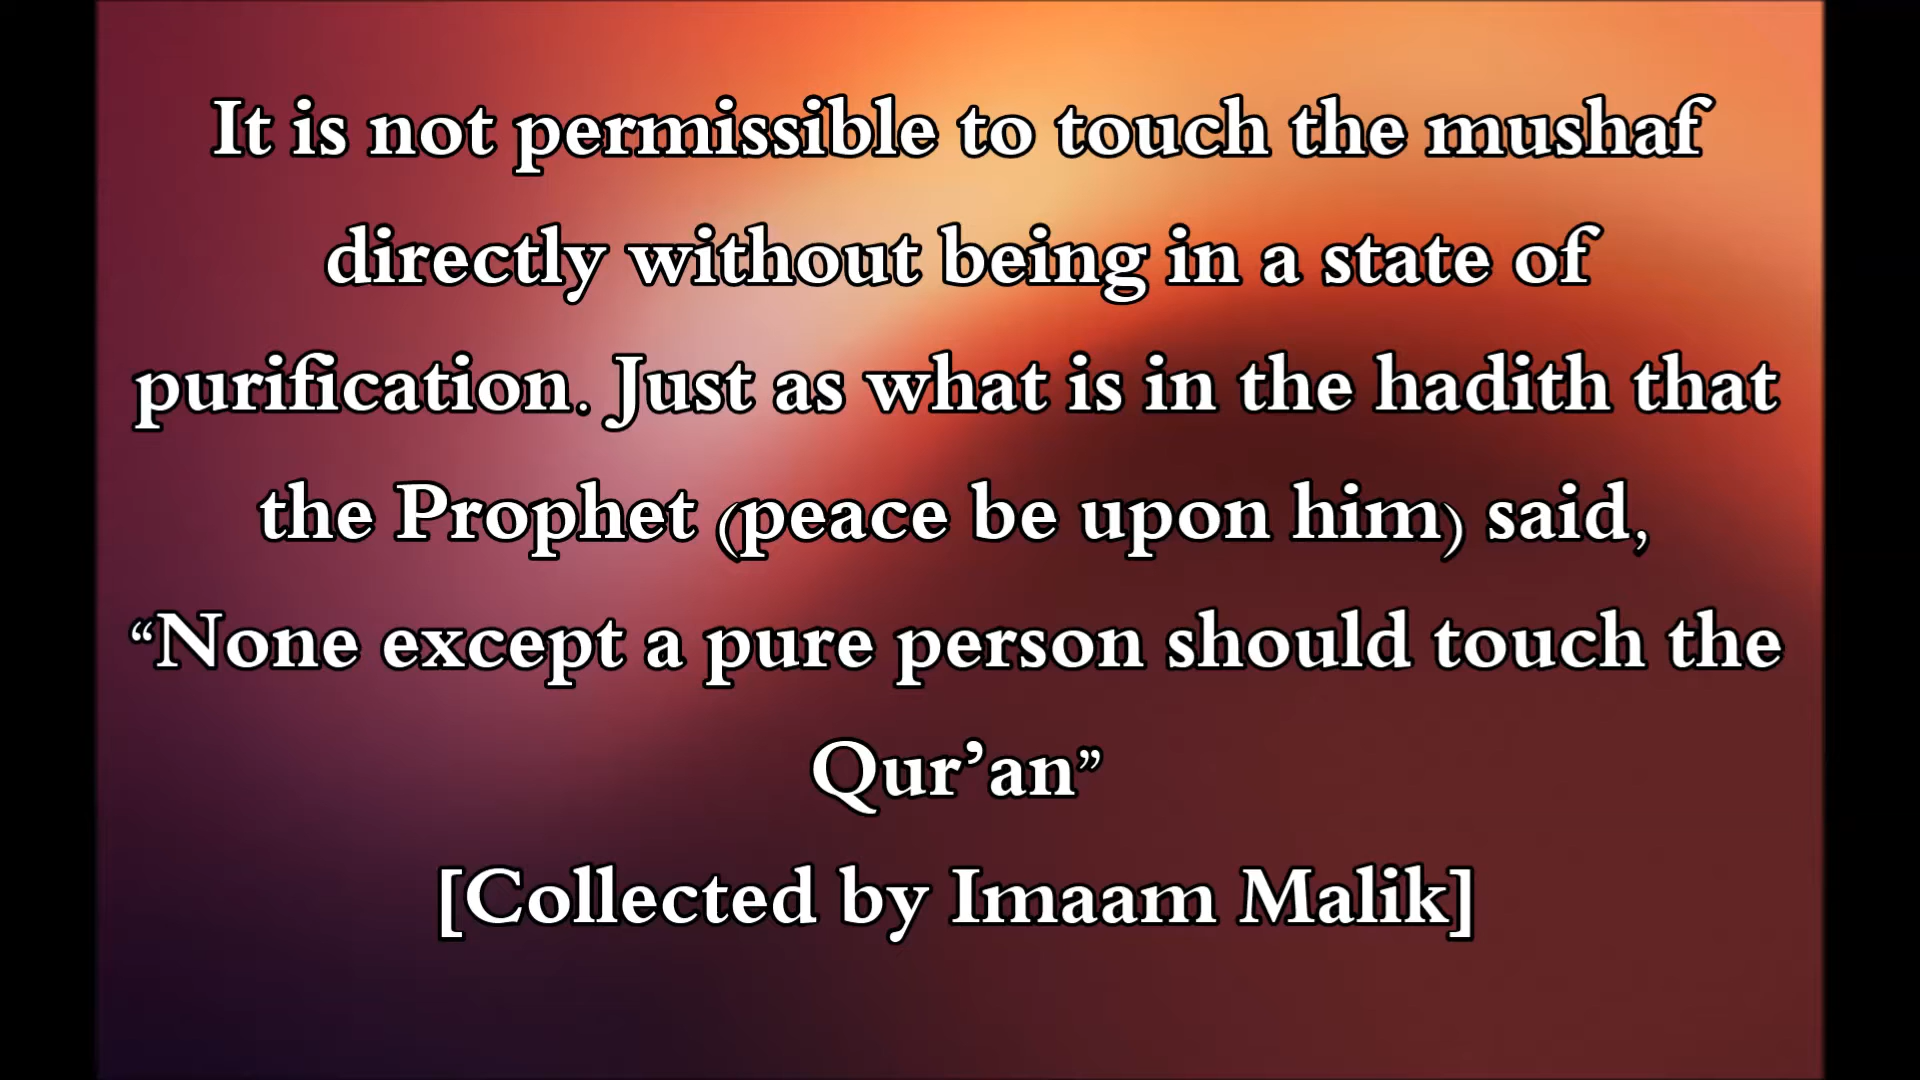 It is not permissible to touch the mushaf
directly without being in a state of
purification. Just as what is in the hadith that
the Prophet (peace be upon him) said,
“None except a pure person should touch the
Qur’an”
[Collected by Imaam Malik]